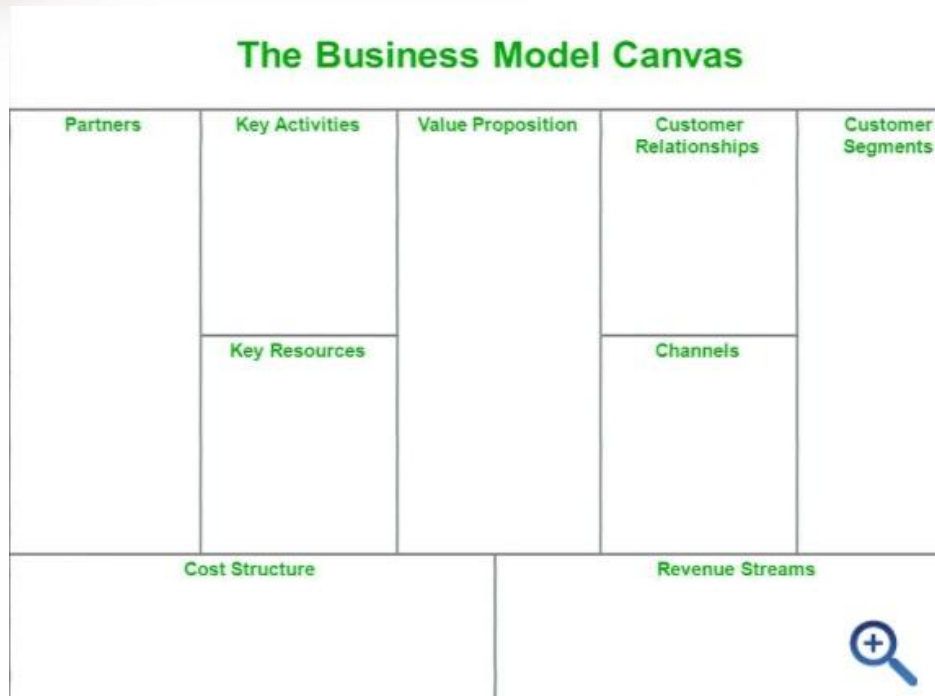 The Business Model Canvas
Partners
Key Activities
Value Proposition
Customer
Relationships
Customer
Segments
Key Resources
Channels
Cost Structure
Revenue Streams